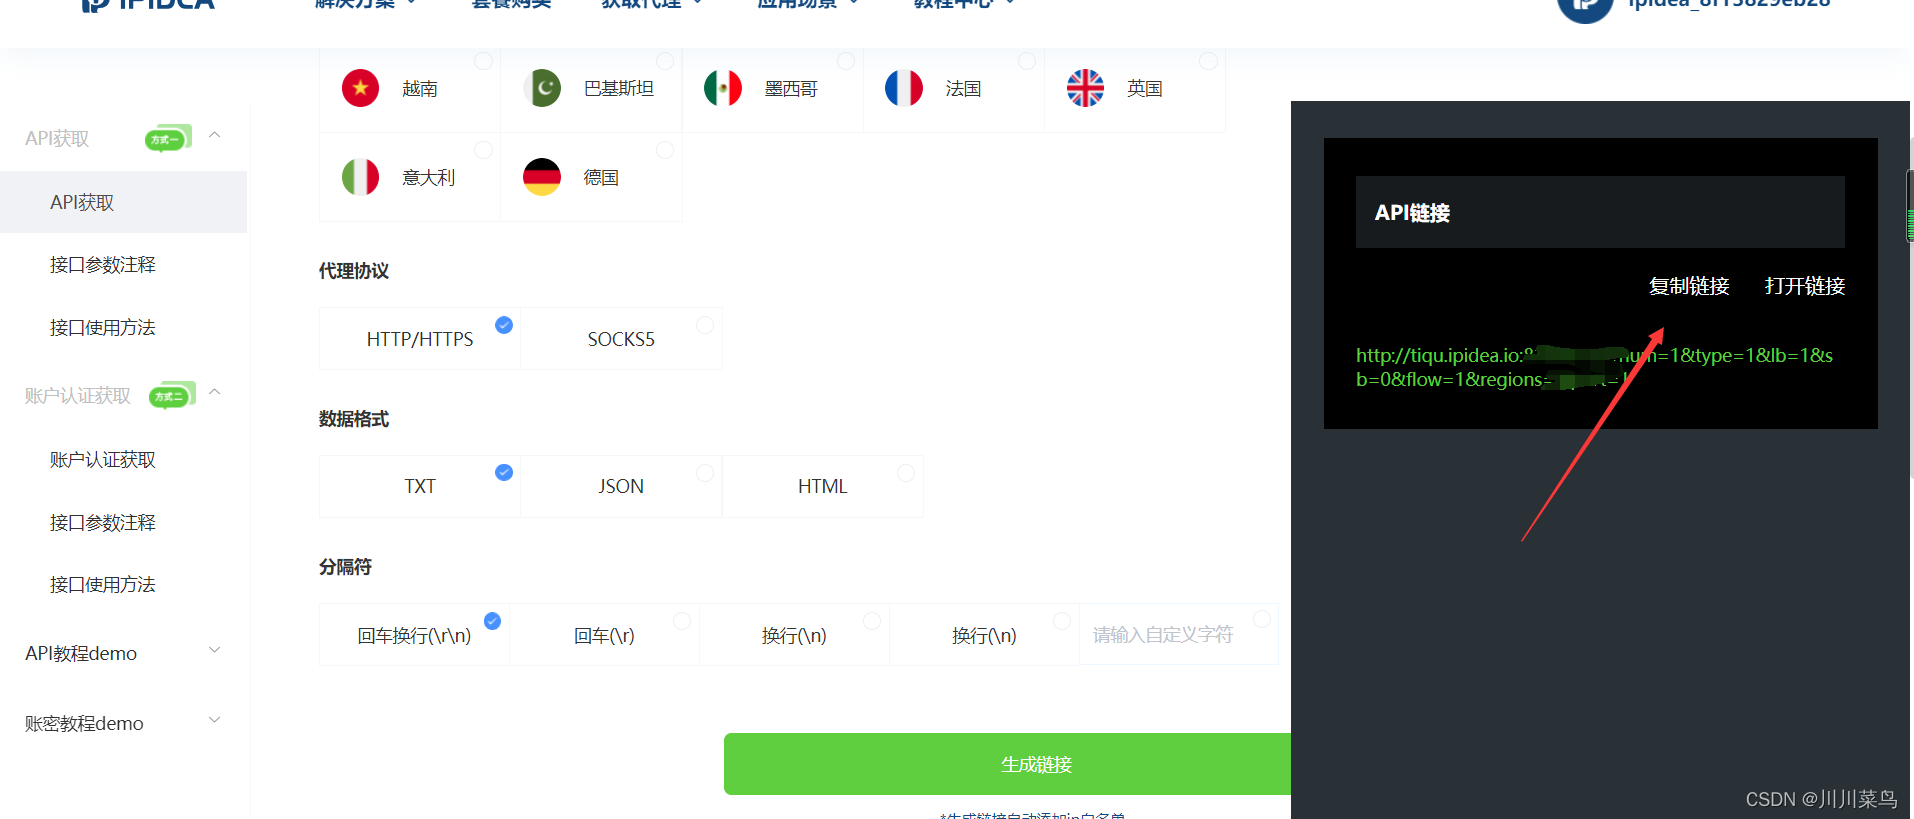 IPIDEA
解决方案
套餐购买
获取代理
应用场景
教程中心
ipidea_8f13829eb28
越南
巴基斯坦
墨西哥
法国
英国
意大利
德国
API获取
方式一
API获取
接口参数注释
接口使用方法
账户认证获取
方式二
账户认证获取
接口参数注释
接口使用方法
API教程demo
账密教程demo
代理协议
HTTP/HTTPS
SOCKS5
数据格式
TXT
JSON
HTML
分隔符
回车换行(\r\n)
回车(\r)
换行(\n)
换行(\n)
请输入自定义字符
生成链接
*生成链接自动添加ip白名单
API链接
复制链接
打开链接
http://tiqu.ipidea.io: num=1&type=1&lb=1&s
b=0&flow=1&regions=
CSDN @川川菜鸟